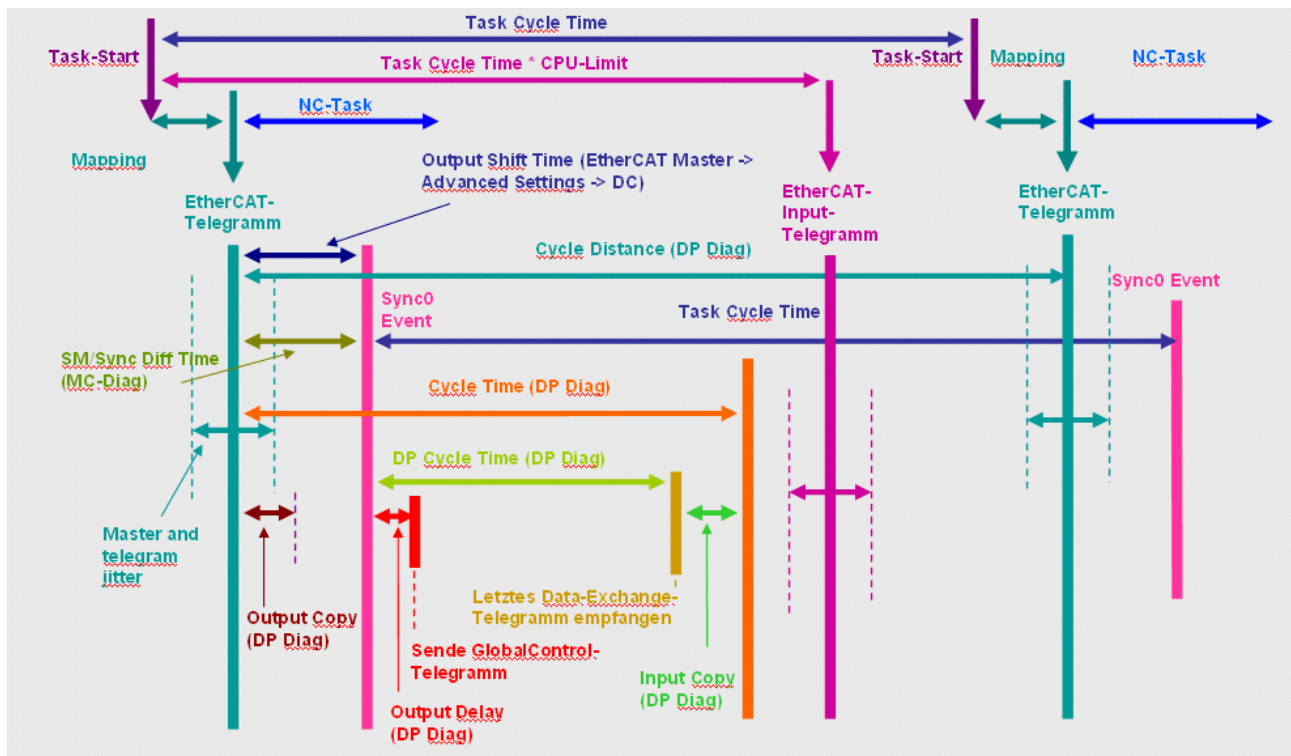 Task Cycle Time
Task-Start
Task Cycle Time * CPU-Limit
Task-Start
Mapping
NC-Task
NC-Task
Mapping
Output Shift Time (EtherCAT Master ->
Advanced Settings -> DC)
EtherCAT-
Telegramm
EtherCAT-
Input-
Telegramm
EtherCAT-
Telegramm
Cycle Distance (DP Diag)
Sync0
Event
Sync0 Event
Task Cycle Time
SM/Sync Diff Time
(MC-Diag)
Cycle Time (DP Diag)
DP Cycle Time (DP Diag)
Master and
telegram
jitter
Letztes Data-Exchange-
Telegramm empfangen
Output Copy
(DP Diag)
Sende GlobalControl-
Telegramm
Input Copy
(DP Diag)
Output Delay
(DP Diag)